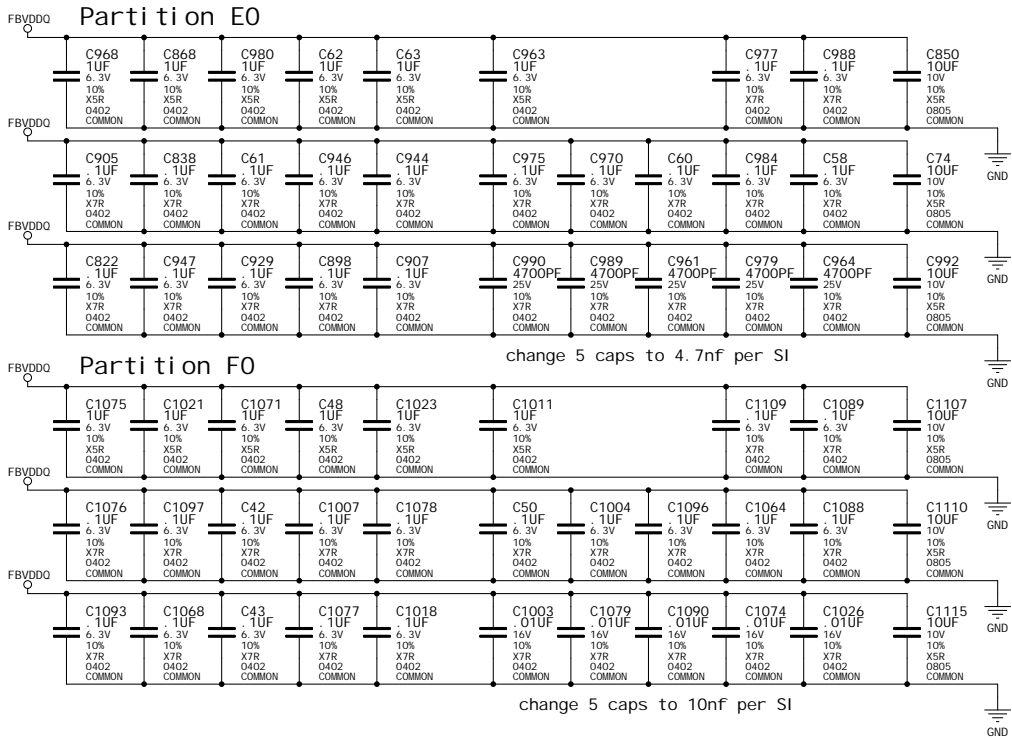 FBVDDQ Partition E0
C968 C868 C980 C62 C63 C963 C977 C988 C850
1UF 1UF 1UF 1UF 1UF 1UF .1UF .1UF 10UF
6.3V 6.3V 6.3V 6.3V 6.3V 6.3V 6.3V 6.3V 10V
10% 10% 10% 10% 10% 10% 10% 10% 10%
X5R X5R X5R X5R X5R X5R X7R X7R X5R
0402 0402 0402 0402 0402 0402 0402 0402 0805
COMMON COMMON COMMON COMMON COMMON COMMON COMMON COMMON COMMON
FBVDDQ
GND
C905 C838 C61 C946 C944 C975 C970 C60 C984 C58 C74
.1UF .1UF .1UF .1UF .1UF .1UF .1UF .1UF .1UF .1UF 10UF
6.3V 6.3V 6.3V 6.3V 6.3V 6.3V 6.3V 6.3V 6.3V 6.3V 10V
10% 10% 10% 10% 10% 10% 10% 10% 10% 10% 10%
X7R X7R X7R X7R X7R X7R X7R X7R X7R X7R X5R
0402 0402 0402 0402 0402 0402 0402 0402 0402 0402 0805
COMMON COMMON COMMON COMMON COMMON COMMON COMMON COMMON COMMON COMMON COMMON
FBVDDQ
GND
C822 C947 C929 C898 C907 C990 C989 C961 C979 C964 C992
.1UF .1UF .1UF .1UF .1UF 4700PF 4700PF 4700PF 4700PF 4700PF 10UF
6.3V 6.3V 6.3V 6.3V 6.3V 25V 25V 25V 25V 25V 10V
10% 10% 10% 10% 10% 10% 10% 10% 10% 10% 10%
X7R X7R X7R X7R X7R X7R X7R X7R X7R X7R X5R
0402 0402 0402 0402 0402 0402 0402 0402 0402 0402 0805
COMMON COMMON COMMON COMMON COMMON COMMON COMMON COMMON COMMON COMMON COMMON
change 5 caps to 4.7nf per SI
GND
FBVDDQ Partition F0
C1075 C1021 C1071 C48 C1023 C1011 C1109 C1089 C1107
1UF 1UF 1UF 1UF 1UF 1UF .1UF .1UF 10UF
6.3V 6.3V 6.3V 6.3V 6.3V 6.3V 6.3V 6.3V 10V
10% 10% 10% 10% 10% 10% 10% 10% 10%
X5R X5R X5R X5R X5R X5R X7R X7R X5R
0402 0402 0402 0402 0402 0402 0402 0402 0805
COMMON COMMON COMMON COMMON COMMON COMMON COMMON COMMON COMMON
FBVDDQ
GND
C1076 C1097 C42 C1007 C1078 C50 C1004 C1096 C1064 C1088 C1110
.1UF .1UF .1UF .1UF .1UF .1UF .1UF .1UF .1UF .1UF 10UF
6.3V 6.3V 6.3V 6.3V 6.3V 6.3V 6.3V 6.3V 6.3V 6.3V 10V
10% 10% 10% 10% 10% 10% 10% 10% 10% 10% 10%
X7R X7R X7R X7R X7R X7R X7R X7R X7R X7R X5R
0402 0402 0402 0402 0402 0402 0402 0402 0402 0402 0805
COMMON COMMON COMMON COMMON COMMON COMMON COMMON COMMON COMMON COMMON COMMON
FBVDDQ
GND
C1093 C1068 C43 C1077 C1018 C1003 C1079 C1090 C1074 C1026 C1115
.1UF .1UF .1UF .1UF .1UF .01UF .01UF .01UF .01UF .01UF 10UF
6.3V 6.3V 6.3V 6.3V 6.3V 16V 16V 16V 16V 16V 10V
10% 10% 10% 10% 10% 10% 10% 10% 10% 10% 10%
X7R X7R X7R X7R X7R X7R X7R X7R X7R X7R X5R
0402 0402 0402 0402 0402 0402 0402 0402 0402 0402 0805
COMMON COMMON COMMON COMMON COMMON COMMON COMMON COMMON COMMON COMMON COMMON
change 5 caps to 10nf per SI
GND